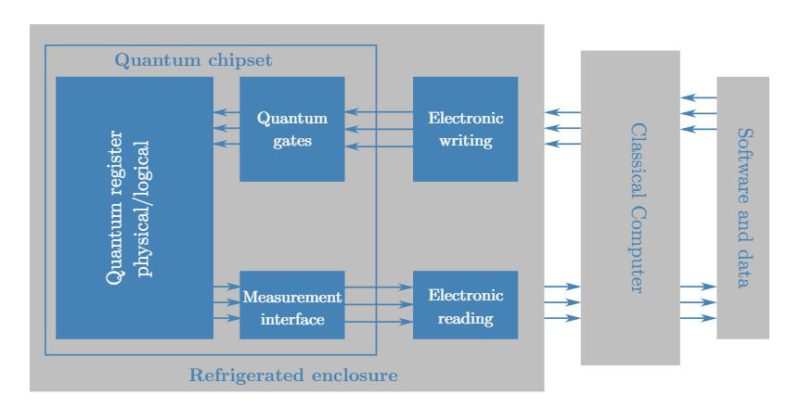 Quantum chipset
Quantum register
physical/logical
Quantum
gates
Electronic
writing
Measurement
interface
Electronic
reading
Refrigerated enclosure
Classical Computer
Software and data